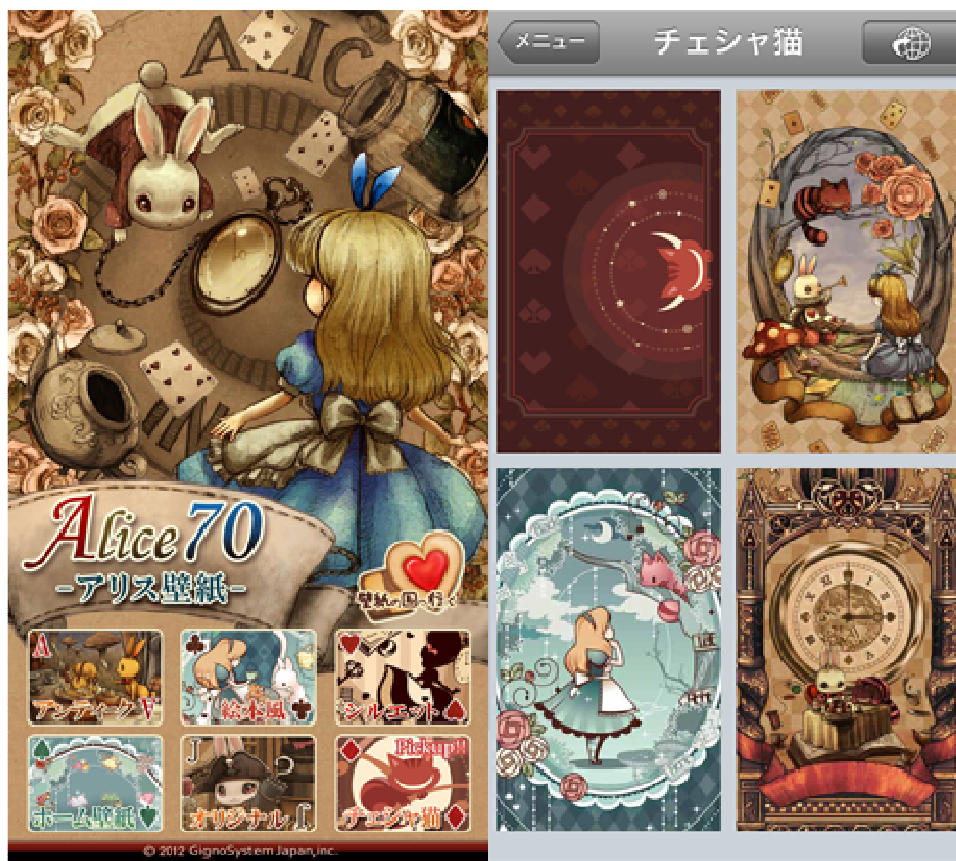 ALIC
Alice70
-アリス壁紙-
壁紙の国へ行く
A
アンティーク
A
絵本風
シルエット
ホーム壁紙
J
オリジナル
J
Pickup!!
チェシャ猫
© 2012 GignoSystem Japan,inc.
メニュー
チェシャ猫